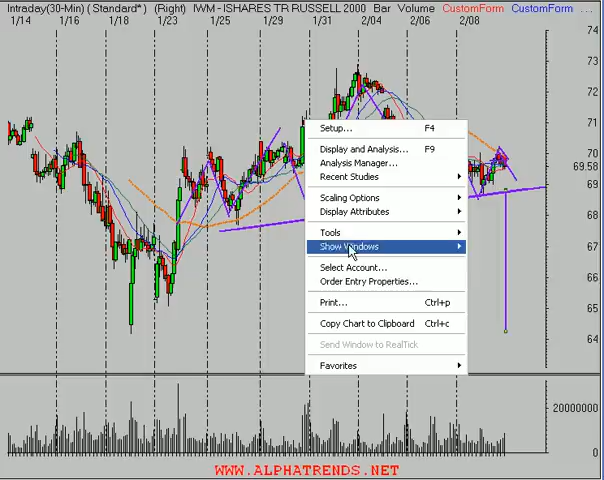 Intraday(30-Min) ( Standard* ) (Right) IWM - ISHARES TR RUSSELL 2000 Bar Volume CustomForm CustomForm ...
1/14 1/16 1/18 1/23 1/25 1/29 1/31 2/04 2/06 2/08
74
73
72
71
70
69.58
69
68
67
66
65
64
Setup... F4
Display and Analysis... F9
Analysis Manager...
Recent Studies
Scaling Options
Display Attributes
Tools
Show Windows
Select Account...
Order Entry Properties...
Print... Ctrl+p
Copy Chart to Clipboard Ctrl+c
Send Window to RealTick
Favorites
20000000
0
WWW.ALPHATRENDS.NET